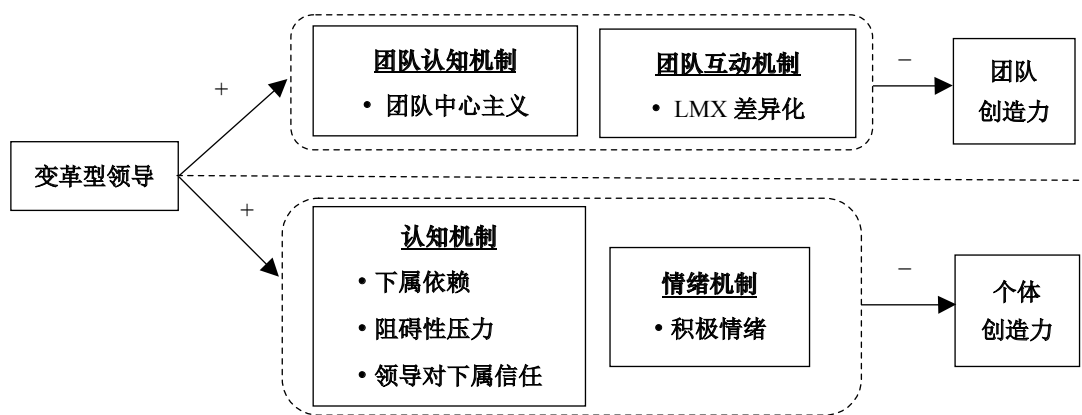 团队认知机制
• 团队中心主义
团队互动机制
• LMX 差异化
团队
创造力
+
−
变革型领导
+
认知机制
• 下属依赖
• 阻碍性压力
• 领导对下属信任
情绪机制
• 积极情绪
−
个体
创造力